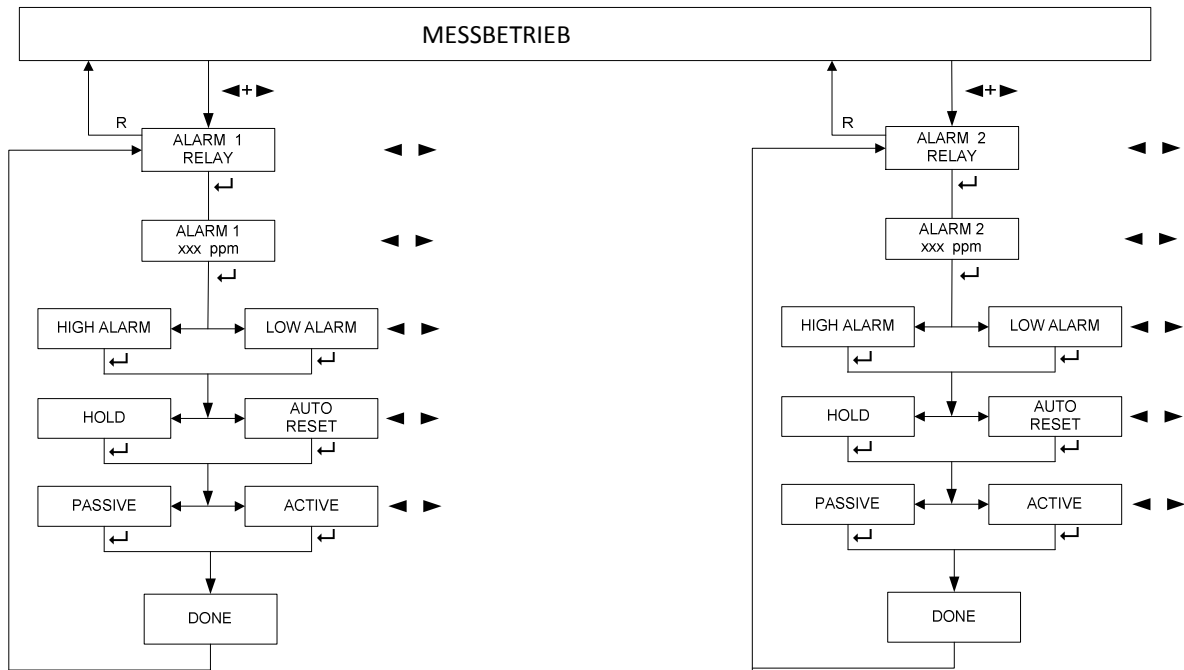 MESSBETRIEB
◄+►
R
ALARM 1
RELAY
◄ ►
↵
ALARM 1
xxx ppm
◄ ►
↵
HIGH ALARM
LOW ALARM
◄ ►
↵
↵
HOLD
AUTO
RESET
◄ ►
↵
↵
PASSIVE
ACTIVE
◄ ►
↵
↵
DONE
◄+►
R
ALARM 2
RELAY
◄ ►
↵
ALARM 2
xxx ppm
◄ ►
↵
HIGH ALARM
LOW ALARM
◄ ►
↵
↵
HOLD
AUTO
RESET
◄ ►
↵
↵
PASSIVE
ACTIVE
◄ ►
↵
↵
DONE